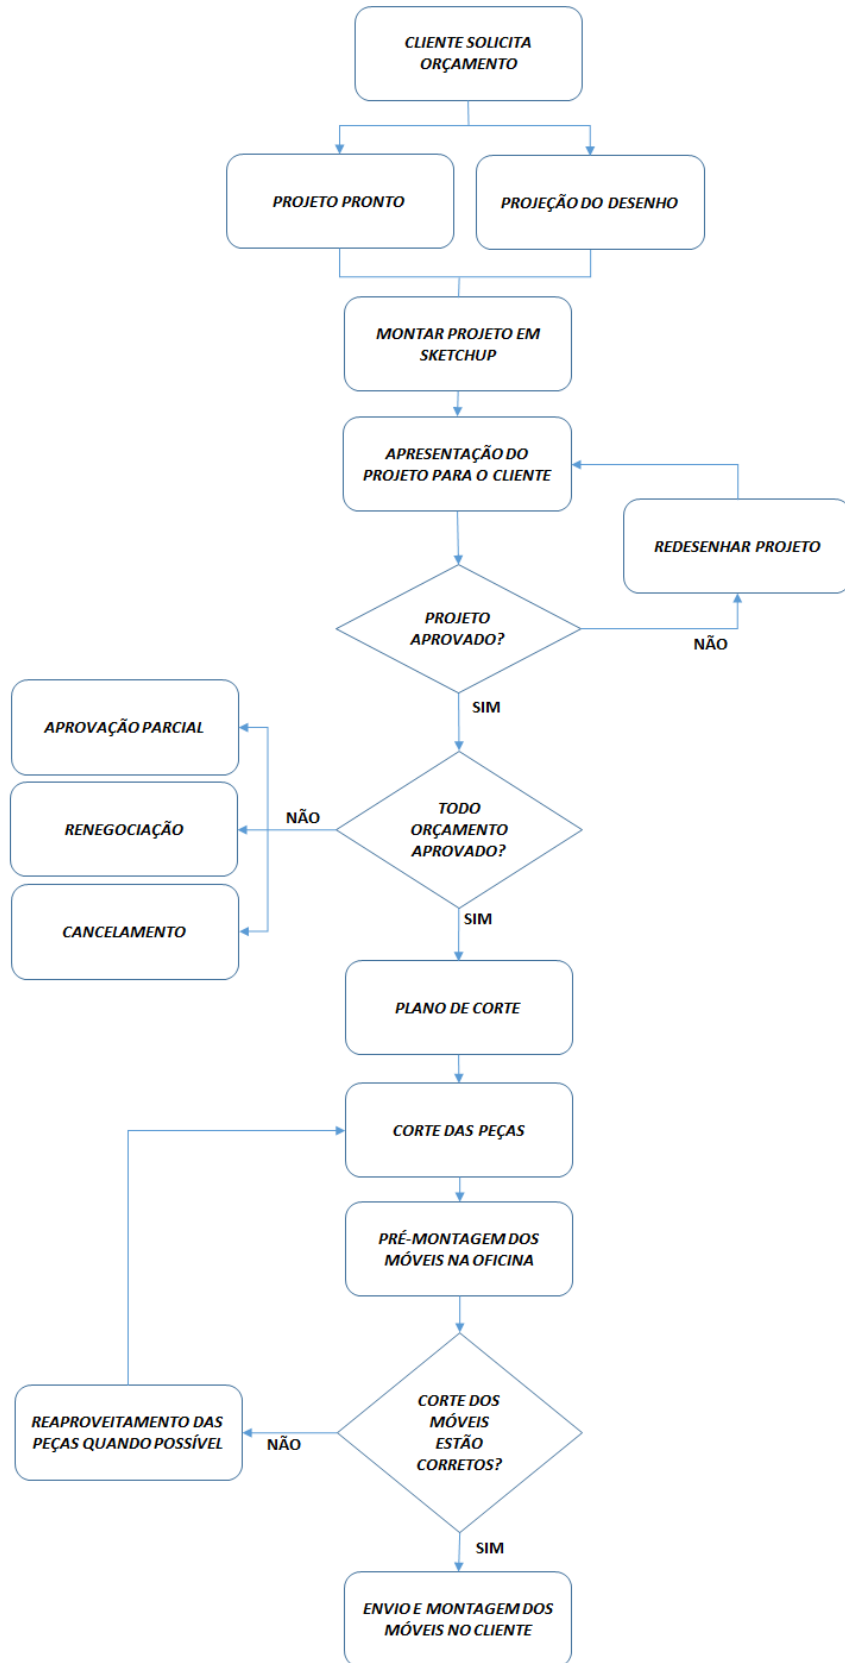 CLIENTE SOLICITA
ORÇAMENTO
PROJETO PRONTO
PROJEÇÃO DO DESENHO
MONTAR PROJETO EM
SKETCHUP
APRESENTAÇÃO DO
PROJETO PARA O CLIENTE
REDESENHAR PROJETO
PROJETO
APROVADO?
NÃO
SIM
APROVAÇÃO PARCIAL
RENEGOCIAÇÃO
CANCELAMENTO
NÃO
TODO
ORÇAMENTO
APROVADO?
SIM
PLANO DE CORTE
CORTE DAS PEÇAS
PRÉ-MONTAGEM DOS
MÓVEIS NA OFICINA
REAPROVEITAMENTO DAS
PEÇAS QUANDO POSSÍVEL
NÃO
CORTE DOS
MÓVEIS
ESTÃO
CORRETOS?
SIM
ENVIO E MONTAGEM DOS
MÓVEIS NO CLIENTE